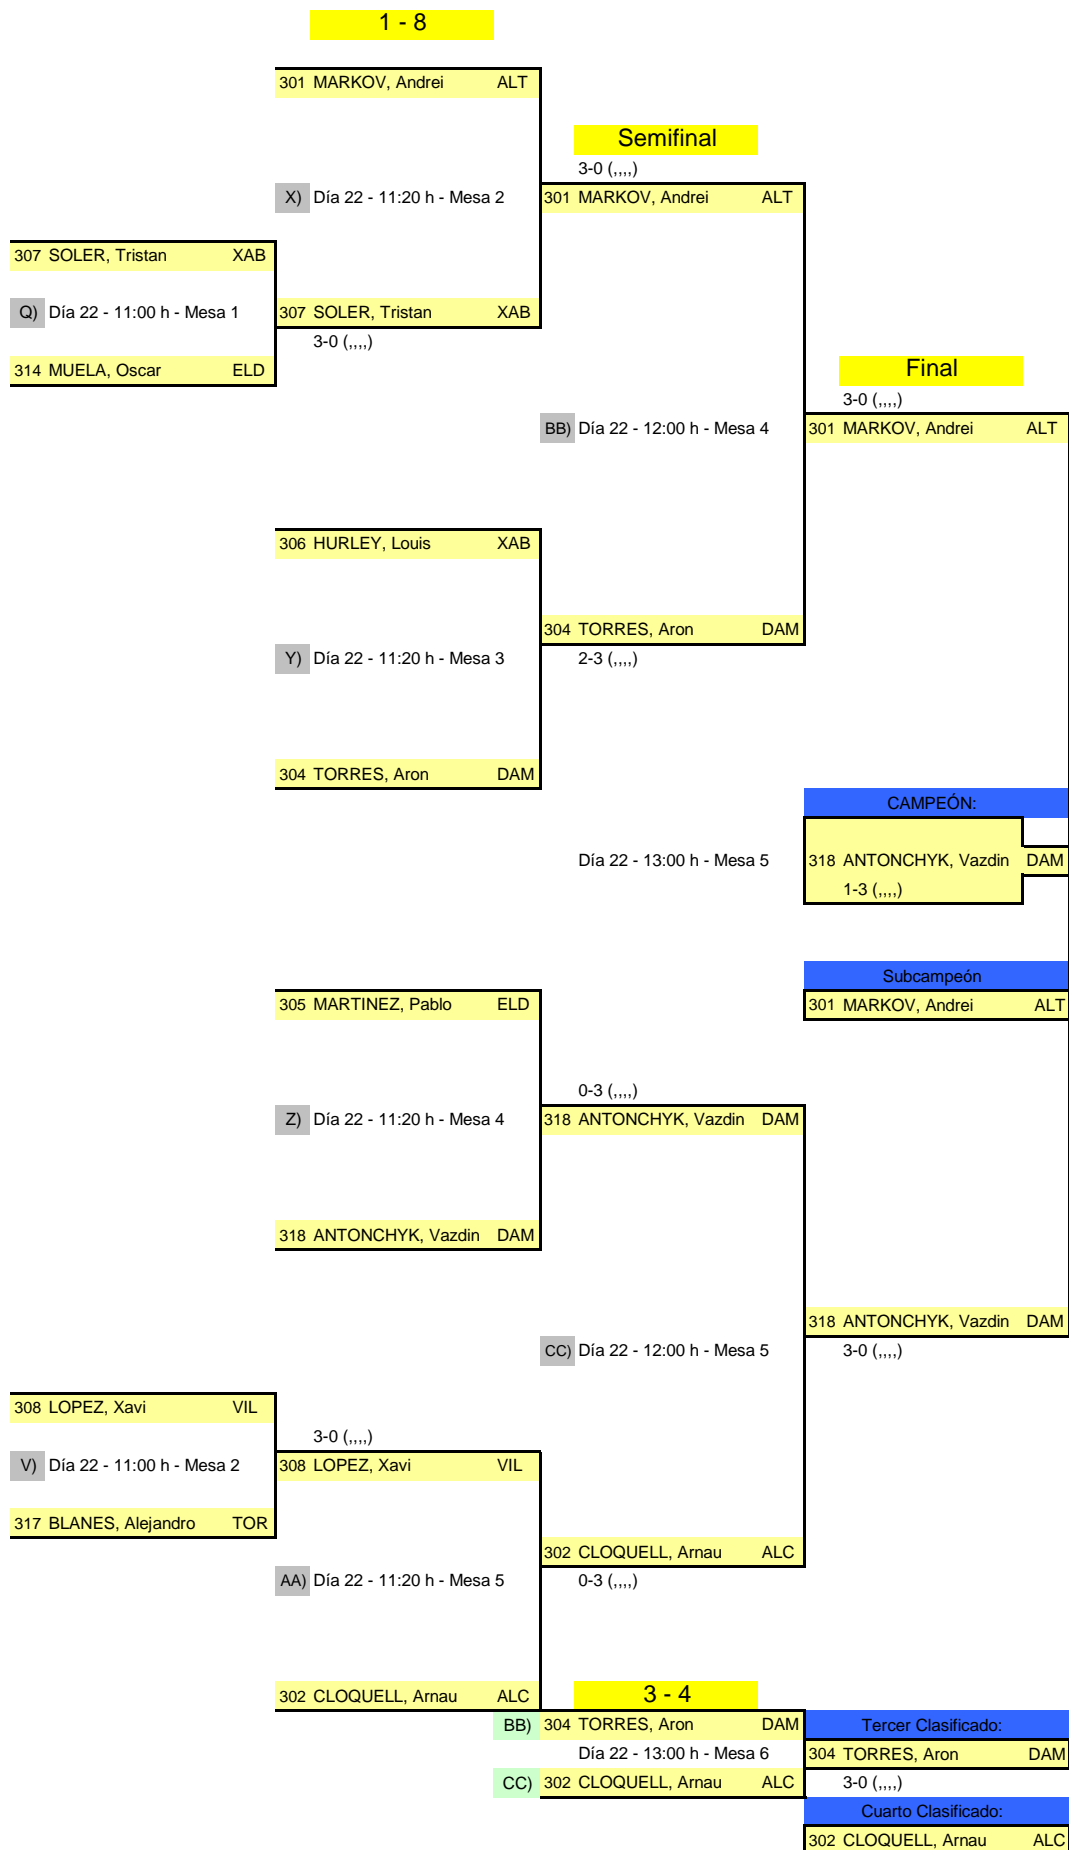 1 - 8
301 MARKOV, Andrei ALT
Semifinal
3-0 (,,,,)
X) Día 22 - 11:20 h - Mesa 2 301 MARKOV, Andrei ALT
307 SOLER, Tristan XAB
Q) Día 22 - 11:00 h - Mesa 1 307 SOLER, Tristan XAB
3-0 (,,,,)
314 MUELA, Oscar ELD Final
3-0 (,,,,)
BB) Día 22 - 12:00 h - Mesa 4 301 MARKOV, Andrei ALT
306 HURLEY, Louis XAB
304 TORRES, Aron DAM
Y) Día 22 - 11:20 h - Mesa 3 2-3 (,,,,)
304 TORRES, Aron DAM
CAMPEÓN:
Día 22 - 13:00 h - Mesa 5 318 ANTONCHYK, Vazdin DAM
1-3 (,,,,)
Subcampeón
305 MARTINEZ, Pablo ELD 301 MARKOV, Andrei ALT
0-3 (,,,,)
Z) Día 22 - 11:20 h - Mesa 4 318 ANTONCHYK, Vazdin DAM
318 ANTONCHYK, Vazdin DAM
318 ANTONCHYK, Vazdin DAM
CC) Día 22 - 12:00 h - Mesa 5 3-0 (,,,,)
308 LOPEZ, Xavi VIL
3-0 (,,,,)
V) Día 22 - 11:00 h - Mesa 2 308 LOPEZ, Xavi VIL
317 BLANES, Alejandro TOR
302 CLOQUELL, Arnau ALC
AA) Día 22 - 11:20 h - Mesa 5 0-3 (,,,,)
302 CLOQUELL, Arnau ALC 3 - 4
BB) 304 TORRES, Aron DAM Tercer Clasificado:
Día 22 - 13:00 h - Mesa 6 304 TORRES, Aron DAM
CC) 302 CLOQUELL, Arnau ALC 3-0 (,,,,)
Cuarto Clasificado:
302 CLOQUELL, Arnau ALC